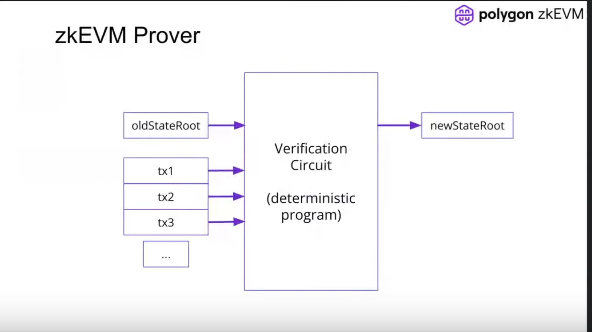 polygon zkEVM
zkEVM Prover
oldStateRoot
tx1
tx2
tx3
...
Verification
Circuit
(deterministic
program)
newStateRoot